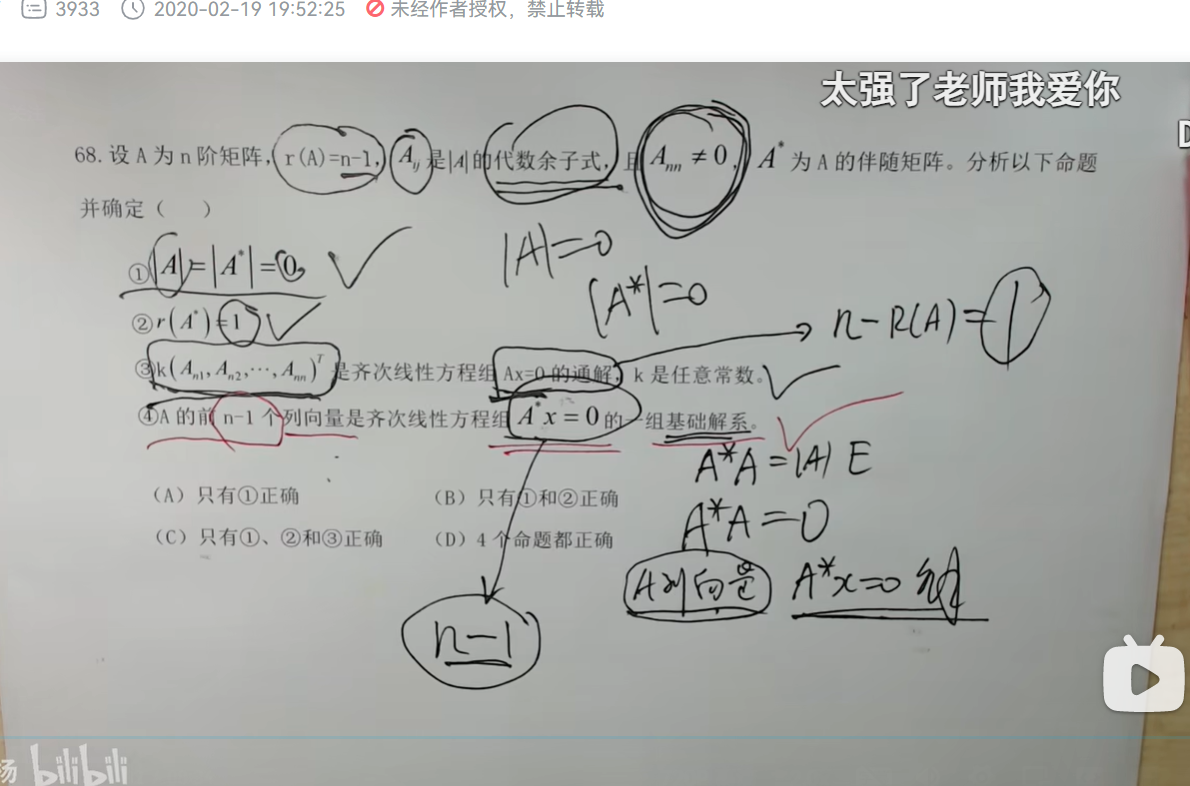 3933 2020-02-19 19:52:25 未经作者授权，禁止转载
太强了老师我爱你
68. 设 A 为 n 阶矩阵, r(A)=n-1, A_{ij} 是|A|的代数余子式, 且 A_{nn} ≠ 0, A^* 为 A 的伴随矩阵。分析以下命题
并确定（ ）
|A|=0
①|A|=|A^*|=0。
|A*|=0
②r(A^*)=1
n-R(A)=1
③k(A_{n1}, A_{n2}, ⋯, A_{nn})^T 是齐次线性方程组 Ax=0 的通解, k 是任意常数。
④A 的前 n-1 个列向量是齐次线性方程组 A^*x=0 的一组基础解系。
A*A=|A|E
（A）只有①正确 （B）只有①和②正确
A*A=0
（C）只有①、②和③正确 （D）4 个命题都正确
A列向量 A*x=0
n-1
bilibili